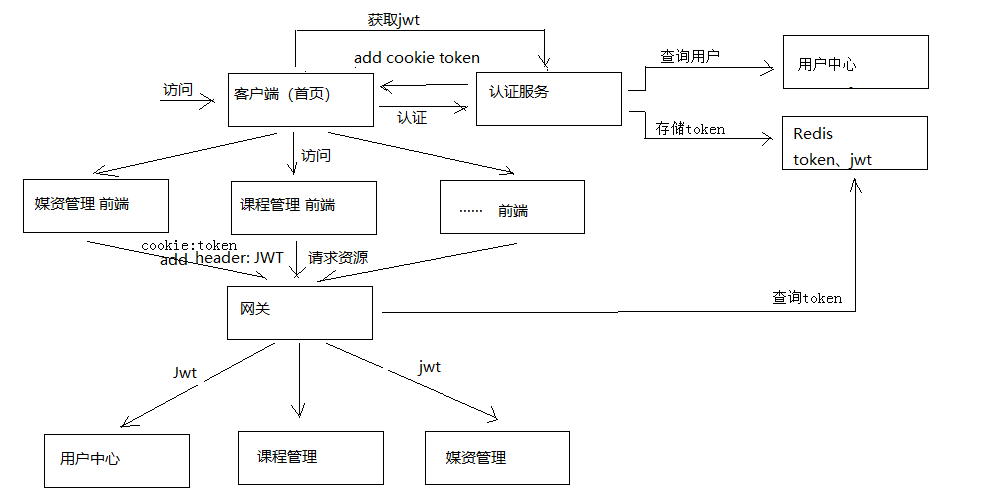 获取jwt
add cookie token
查询用户
用户中心
访问
客户端（首页）
认证服务
认证
存储token
Redis
token、jwt
访问
媒资管理 前端
课程管理 前端
...... 前端
cookie:token
add header: JWT
请求资源
网关
查询token
Jwt
jwt
用户中心
课程管理
媒资管理